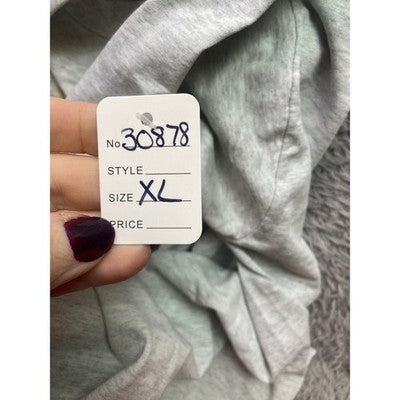 No. 30878
STYLE
SIZE XL
PRICE